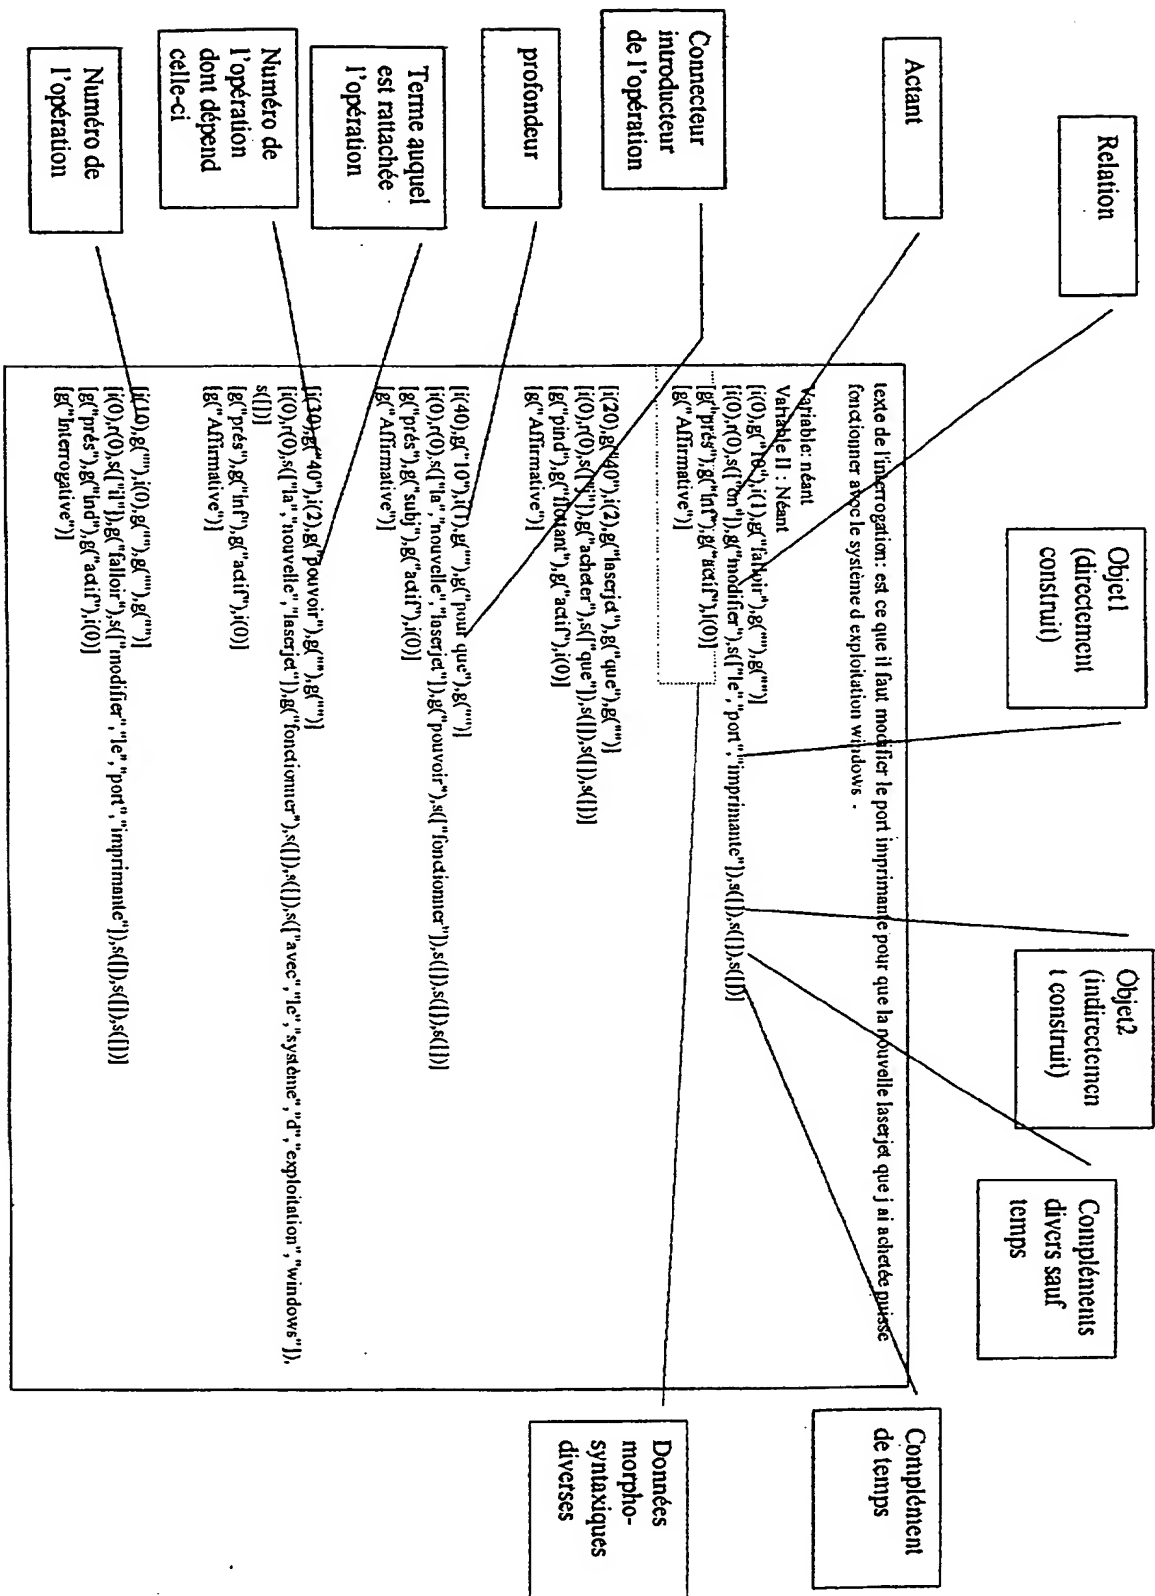 Relation
Actant
Connecteur
introducteur
de l'opération
profondeur
Terme auquel
est rattachée
l'opération
Numéro de
l'opération
dont dépend
celle-ci
Numéro de
l'opération
Objet1
(directement
construit)
Objet2
(indirectemen
t construit)
Compléments
divers sauf
temps
Complément
de temps
Données
morpho-
syntaxiques
diverses
texte de l'interrogation: est ce que il faut modifier le port imprimante pour que la nouvelle laserjet que j ai achetée puisse
fonctionner avec le système d exploitation windows .
Variable: néant
Variable II : Néant
[i(0),g("10"),i(1),g("falloir"),g(""),g("")]
[i(0),r(0),s(["on"]),g("modifier"),s(["le","port","imprimante"]),s([]),s([]),s([])]
[g("prés"),g("inf"),g("actif"),i(0)]
[g("Affirmative")]
[i(20),g("40"),i(2),g("laserjet"),g("que"),g("")]
[i(0),r(0),s(["j"]),g("acheter"),s(["que"]),s([]),s([]),s([])]
[g("pind"),g("flottant"),g("actif"),i(0)]
[g("Affirmative")]
[i(40),g("10"),i(1),g(""),g("pour que"),g("")]
[i(0),r(0),s(["la","nouvelle","laserjet"]),g("pouvoir"),s(["fonctionner"]),s([]),s([]),s([])]
[g("prés"),g("subj"),g("actif"),i(0)]
[g("Affirmative")]
[i(30),g("40"),i(2),g("pouvoir"),g(""),g("")]
[i(0),r(0),s(["la","nouvelle","laserjet"]),g("fonctionner"),s([]),s([]),s(["avec","le","système","d","exploitation","windows"]),
s([])]
[g("prés"),g("inf"),g("actif"),i(0)]
[g("Affirmative")]
[i(10),g(""),i(0),g(""),g(""),g("")]
[i(0),r(0),s(["il"]),g("falloir"),s(["modifier","le","port","imprimante"]),s([]),s([]),s([])]
[g("prés"),g("ind"),g("actif"),i(0)]
[g("Interrogative")]